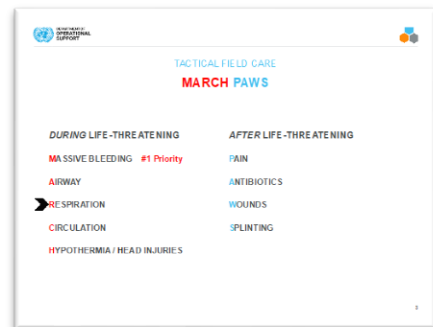 DEPARTMENT OF
OPERATIONAL
SUPPORT
TACTICAL FIELD CARE
MARCH PAWS
DURING LIFE-THREATENING
MASSIVE BLEEDING #1 Priority
AIRWAY
RESPIRATION
CIRCULATION
HYPOTHERMIA / HEAD INJURIES
AFTER LIFE-THREATENING
PAIN
ANTIBIOTICS
WOUNDS
SPLINTING